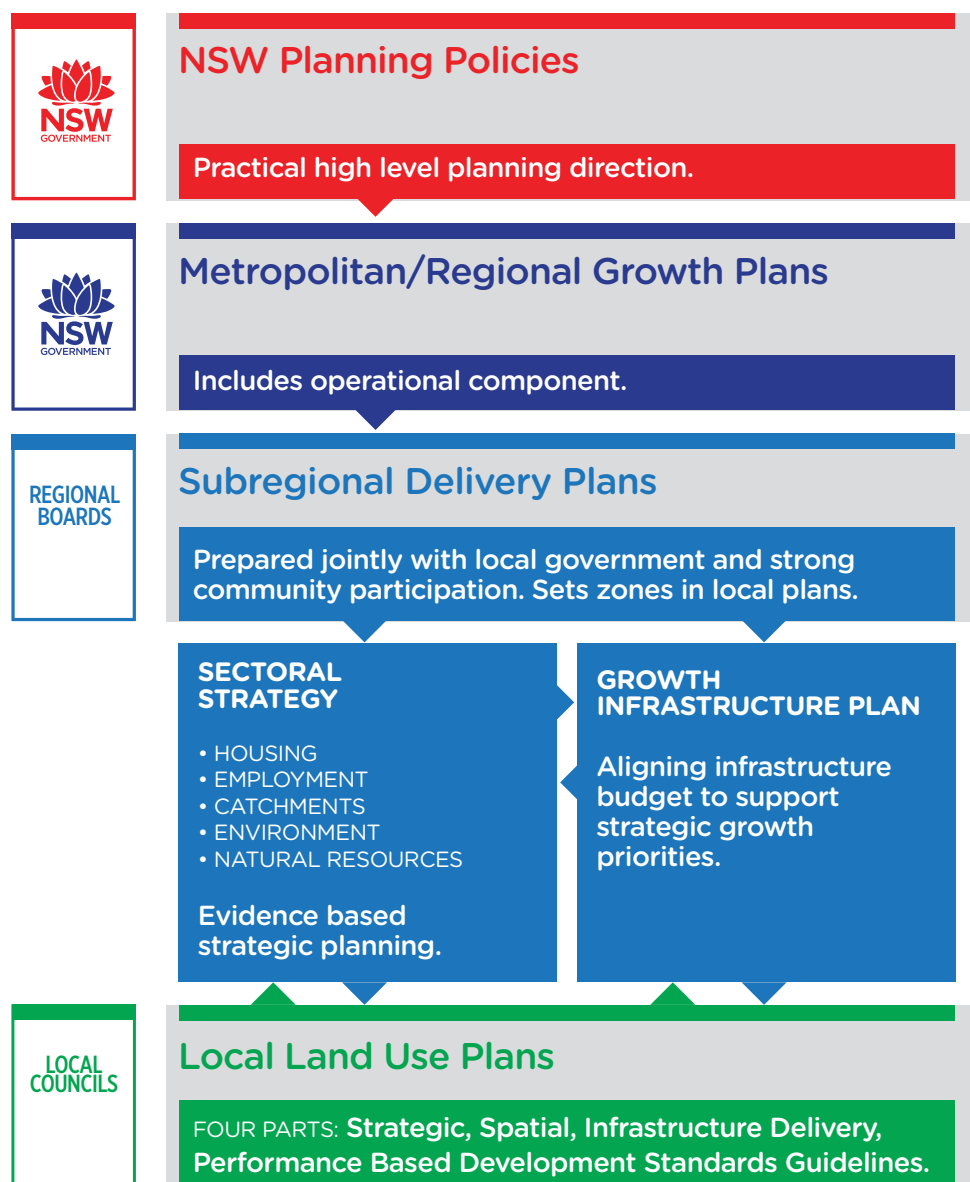 NSW
GOVERNMENT
NSW Planning Policies
Practical high level planning direction.
NSW
GOVERNMENT
Metropolitan/Regional Growth Plans
Includes operational component.
REGIONAL
BOARDS
Subregional Delivery Plans
Prepared jointly with local government and strong
community participation. Sets zones in local plans.
SECTORAL
STRATEGY
• HOUSING
• EMPLOYMENT
• CATCHMENTS
• ENVIRONMENT
• NATURAL RESOURCES
Evidence based
strategic planning.
GROWTH
INFRASTRUCTURE PLAN
Aligning infrastructure
budget to support
strategic growth
priorities.
LOCAL
COUNCILS
Local Land Use Plans
FOUR PARTS: Strategic, Spatial, Infrastructure Delivery,
Performance Based Development Standards Guidelines.